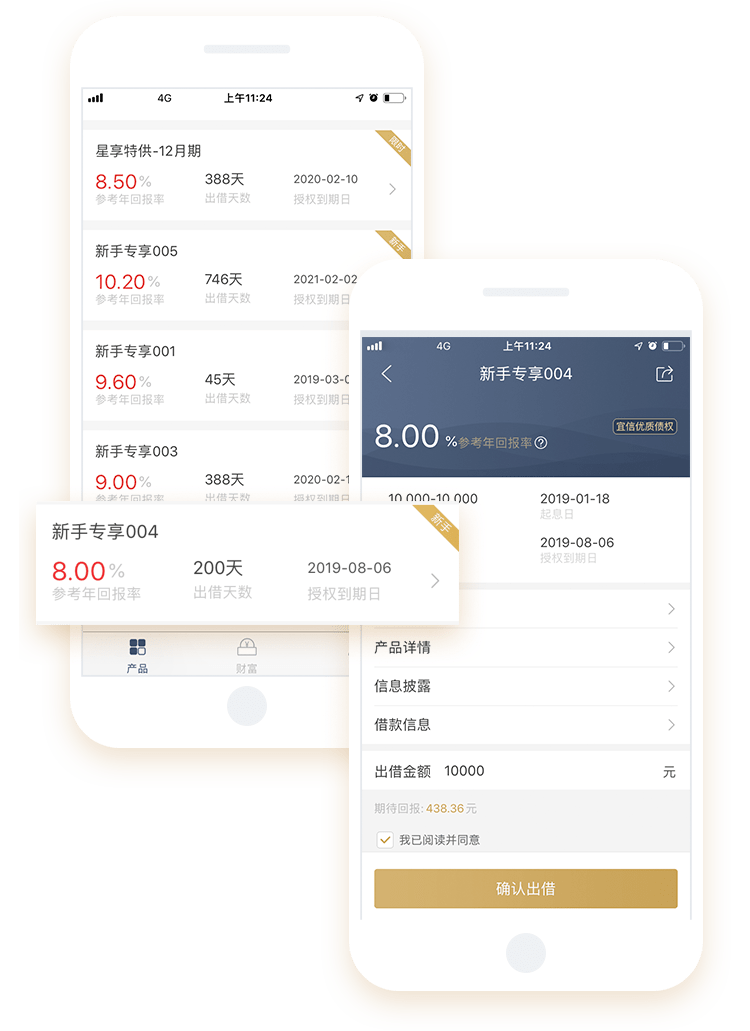 4G 上午11:24
星享特供-12月期
限时
8.50% 388天 2020-02-10
参考年回报率 出借天数 授权到期日
新手专享005
新手
10.20% 746天 2021-02-02
参考年回报率 出借天数 授权到期
新手专享001
9.60% 45天 2019-03-0
参考年回报率 出借天数 授权到期
新手专享003
9.00% 388天 2020-02-1
参考年回报率 出借天数 授权到期
新手专享004
新手
8.00% 200天 2019-08-06
参考年回报率 出借天数 授权到期日
产品 财富
4G 上午11:24
新手专享004
8.00%参考年回报率 ?
宜信优质债权
10,000-10,000 2019-01-18
起息日
2019-08-06
授权到期日
产品详情
信息披露
借款信息
出借金额 10000 元
期待回报: 438.36元
我已阅读并同意
确认出借